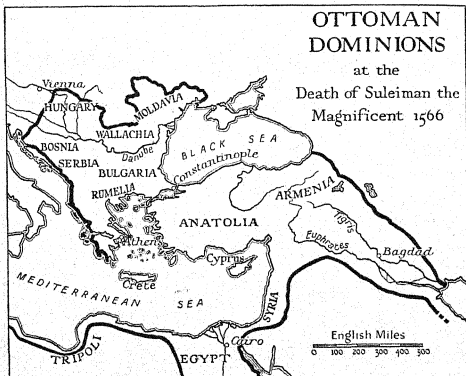 OTTOMAN
DOMINIONS
at the
Death of Suleiman the
Magnificent 1566
Vienna
HUNGARY
MOLDAVIA
WALLACHIA
BOSNIA
SERBIA
Danube
BULGARIA
RUMELIA
BLACK SEA
Constantinople
ARMENIA
ANATOLIA
Athens
Tigris
Euphrates
Bagdad
Cyprus
Crete
SYRIA
MEDITERRANEAN SEA
TRIPOLI
EGYPT
Cairo
English Miles
0 100 200 300 400 500